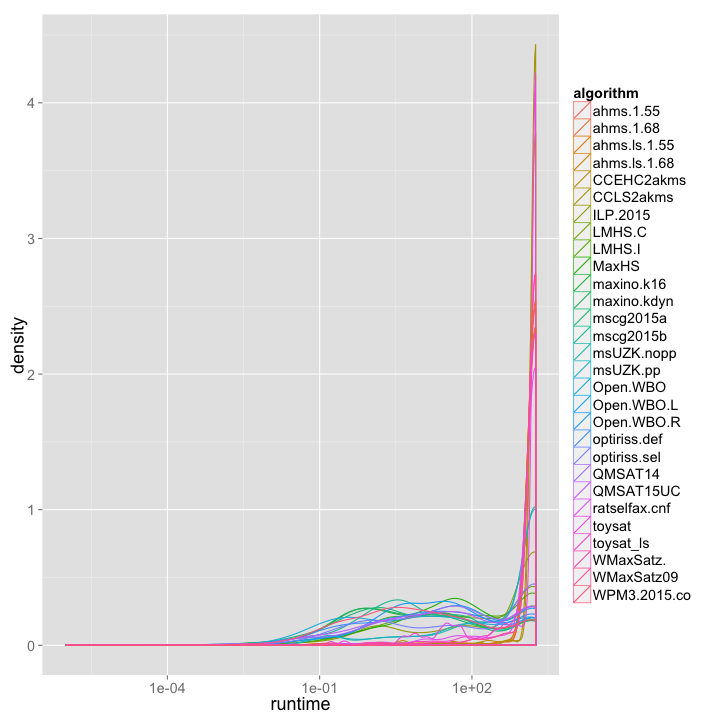 4
3
2
1
0
density
1e-04
1e-01
1e+02
runtime
algorithm
ahms.1.55
ahms.1.68
ahms.ls.1.55
ahms.ls.1.68
CCEHC2akms
CCLS2akms
ILP.2015
LMHS.C
LMHS.I
MaxHS
maxino.k16
maxino.kdyn
mscg2015a
mscg2015b
msUZK.nopp
msUZK.pp
Open.WBO
Open.WBO.L
Open.WBO.R
optiriss.def
optiriss.sel
QMSAT14
QMSAT15UC
ratselfax.cnf
toysat
toysat_ls
WMaxSatz.
WMaxSatz09
WPM3.2015.co